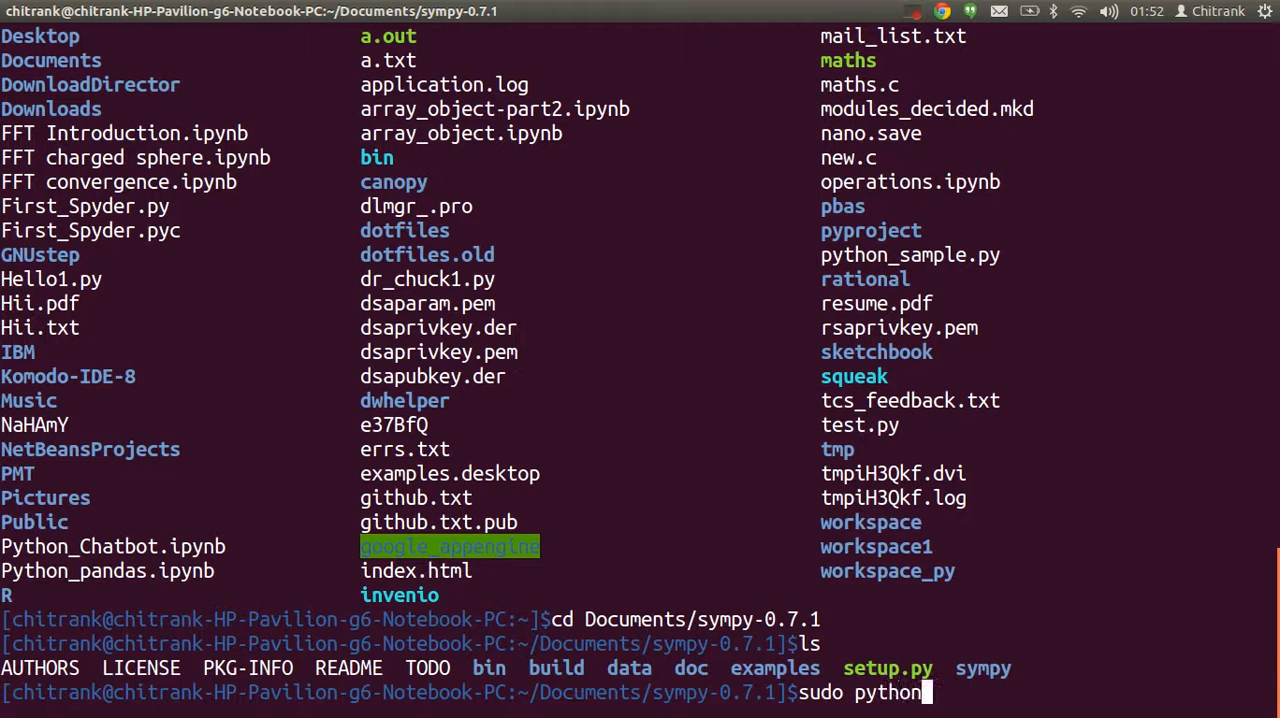 chitrank@chitrank-HP-Pavilion-g6-Notebook-PC:~/Documents/sympy-0.7.1 01:52 Chitrank
Desktop a.out mail_list.txt
Documents a.txt maths
DownloadDirector application.log maths.c
Downloads array_object-part2.ipynb modules_decided.mkd
FFT Introduction.ipynb array_object.ipynb nano.save
FFT charged sphere.ipynb bin new.c
FFT convergence.ipynb canopy operations.ipynb
First_Spyder.py dlmgr_.pro pbas
First_Spyder.pyc dotfiles pyproject
GNUstep dotfiles.old python_sample.py
Hello1.py dr_chuck1.py rational
Hii.pdf dsaparam.pem resume.pdf
Hii.txt dsaprivkey.der rsaprivkey.pem
IBM dsaprivkey.pem sketchbook
Komodo-IDE-8 dsapubkey.der squeak
Music dwhelper tcs_feedback.txt
NaHAmY e37BfQ test.py
NetBeansProjects errs.txt tmp
PMT examples.desktop tmpiH3Qkf.dvi
Pictures github.txt tmpiH3Qkf.log
Public github.txt.pub workspace
Python_Chatbot.ipynb google_appengine workspace1
Python_pandas.ipynb index.html workspace_py
R invenio
[chitrank@chitrank-HP-Pavilion-g6-Notebook-PC:~]$cd Documents/sympy-0.7.1
[chitrank@chitrank-HP-Pavilion-g6-Notebook-PC:~/Documents/sympy-0.7.1]$ls
AUTHORS LICENSE PKG-INFO README TODO bin build data doc examples setup.py sympy
[chitrank@chitrank-HP-Pavilion-g6-Notebook-PC:~/Documents/sympy-0.7.1]$sudo python